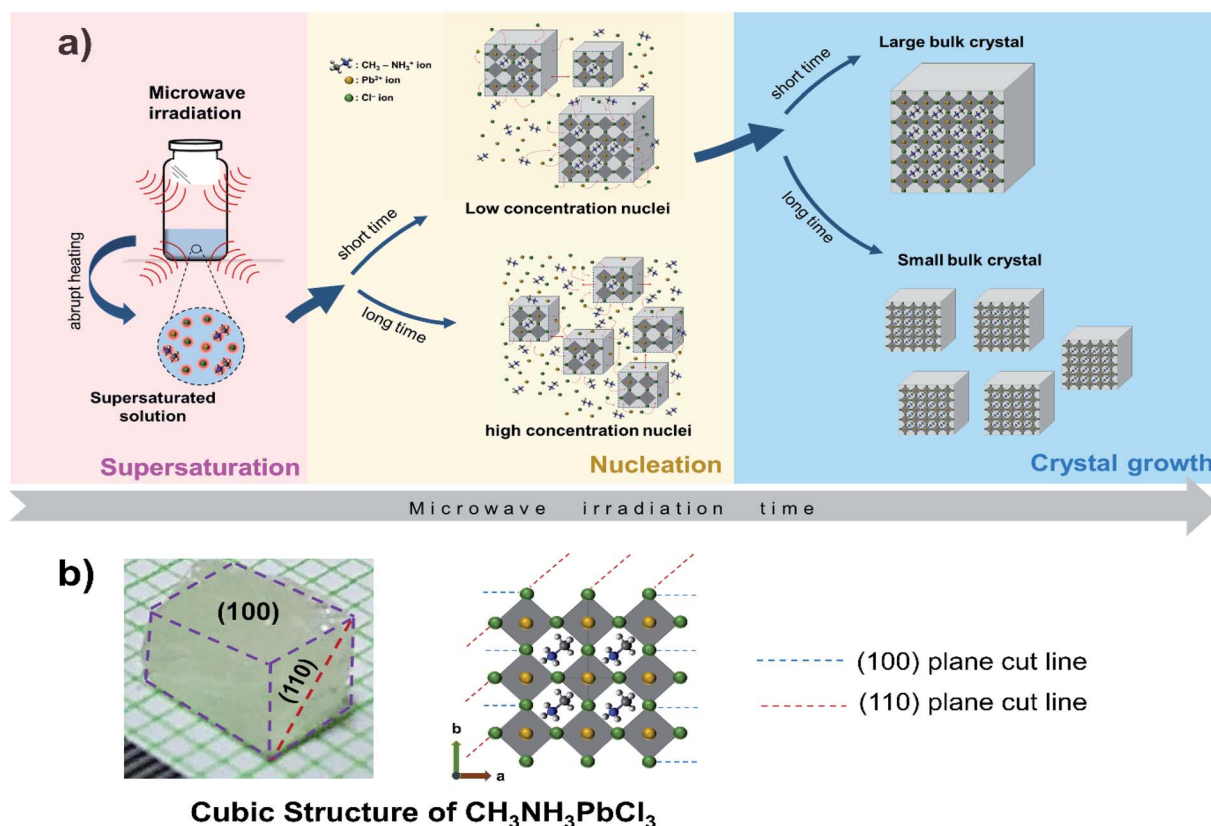 a)
Microwave
irradiation
abrupt heating
Supersaturated
solution
Supersaturation
: CH₃ – NH₃⁺ ion
: Pb²⁺ ion
: Cl⁻ ion
short time
long time
Low concentration nuclei
high concentration nuclei
Nucleation
short time
long time
Large bulk crystal
Small bulk crystal
Crystal growth
Microwave irradiation time
b)
(100)
(110)
b
a
(100) plane cut line
(110) plane cut line
Cubic Structure of CH₃NH₃PbCl₃